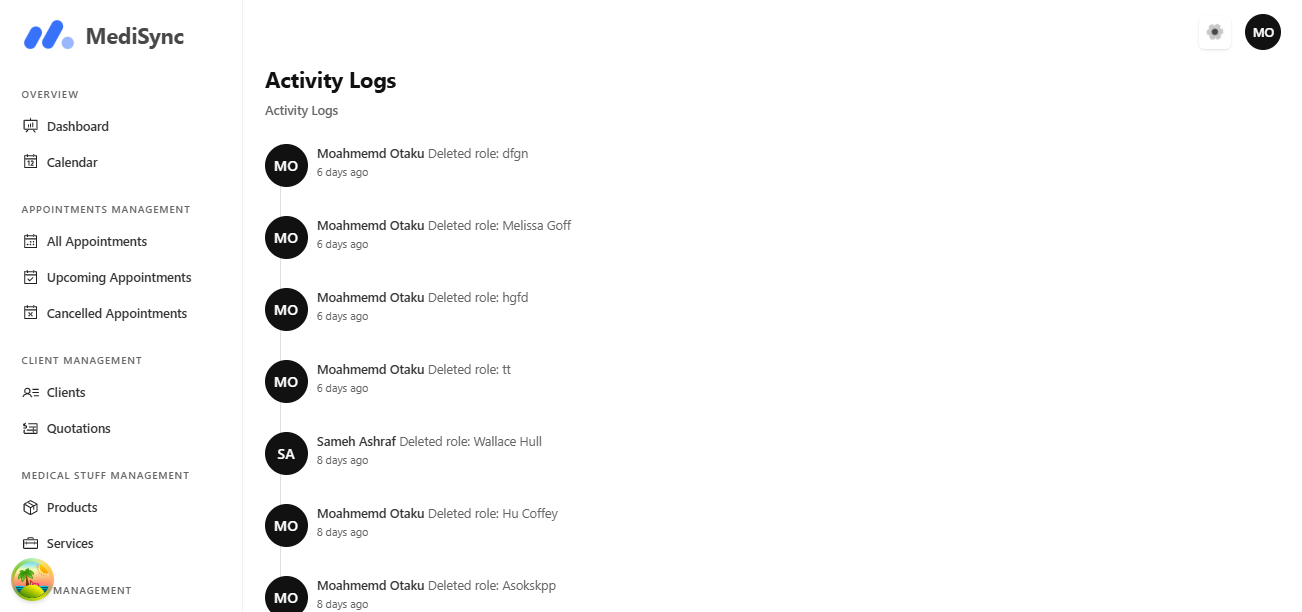 MediSync
MO
OVERVIEW
Dashboard
Calendar
APPOINTMENTS MANAGEMENT
All Appointments
Upcoming Appointments
Cancelled Appointments
CLIENT MANAGEMENT
Clients
Quotations
MEDICAL STUFF MANAGEMENT
Products
Services
MANAGEMENT
Activity Logs
Activity Logs
MO
Moahmemd Otaku Deleted role: dfgn
6 days ago
MO
Moahmemd Otaku Deleted role: Melissa Goff
6 days ago
MO
Moahmemd Otaku Deleted role: hgfd
6 days ago
MO
Moahmemd Otaku Deleted role: tt
6 days ago
SA
Sameh Ashraf Deleted role: Wallace Hull
8 days ago
MO
Moahmemd Otaku Deleted role: Hu Coffey
8 days ago
MO
Moahmemd Otaku Deleted role: Asokskpp
8 days ago